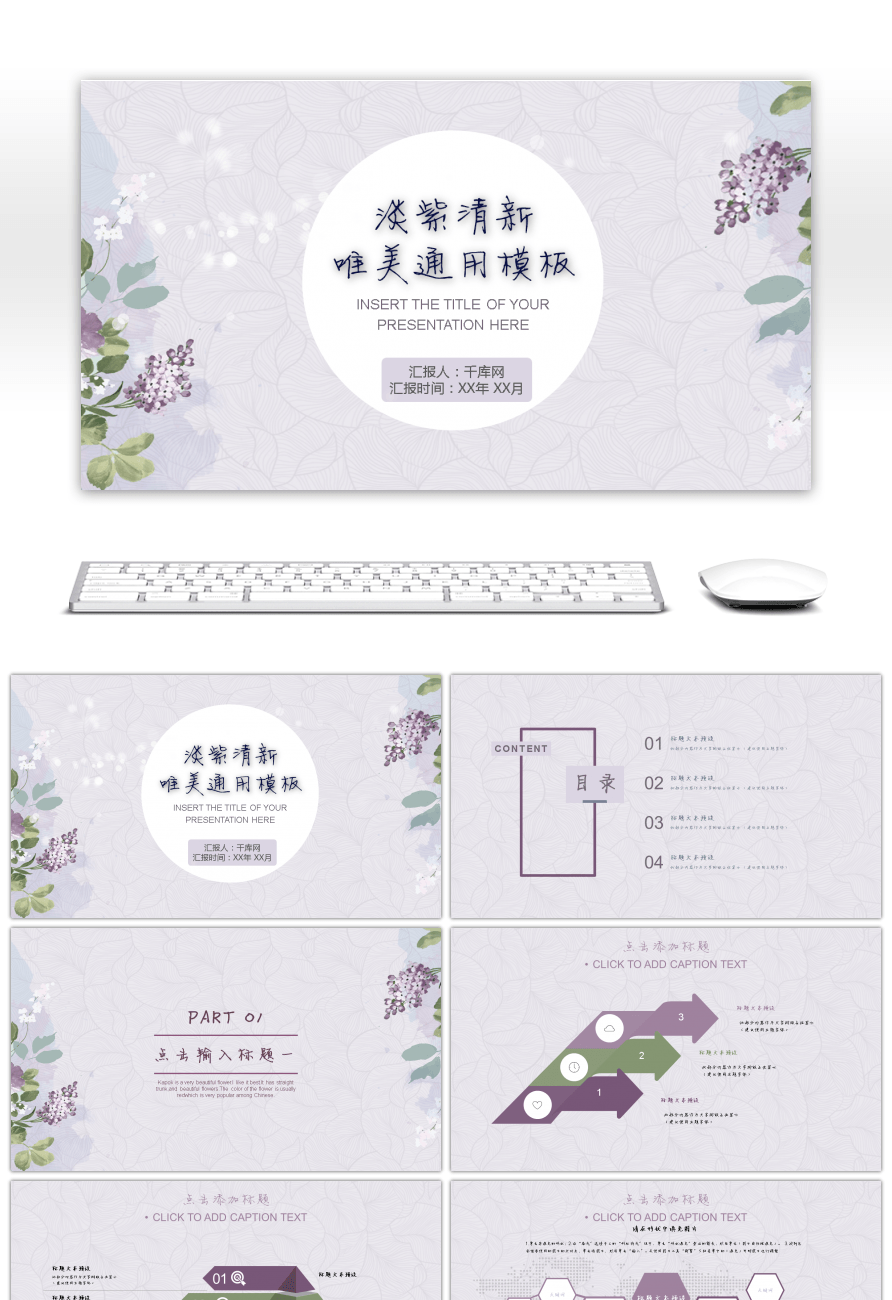 淡紫清新
唯美通用模板
INSERT THE TITLE OF YOUR
PRESENTATION HERE
汇报人：千库网
汇报时间：XX年 XX月
淡紫清新
唯美通用模板
INSERT THE TITLE OF YOUR
PRESENTATION HERE
汇报人：千库网
汇报时间：XX年 XX月
CONTENT
目录
01 标题文本预设
02 标题文本预设
03 标题文本预设
04 标题文本预设
PART 01
点击输入标题一
Kapok is a very beautiful flower.I like it best.It has straight
trunk,and beautiful flowers.The color of the flower is usually
red,which is very popular among Chinese.
点击添加标题
• CLICK TO ADD CAPTION TEXT
3
标题文本预设
2
标题文本预设
1
标题文本预设
点击添加标题
• CLICK TO ADD CAPTION TEXT
标题文本预设
01
标题文本预设
标题文本预设
点击添加标题
• CLICK TO ADD CAPTION TEXT
标题文本预设